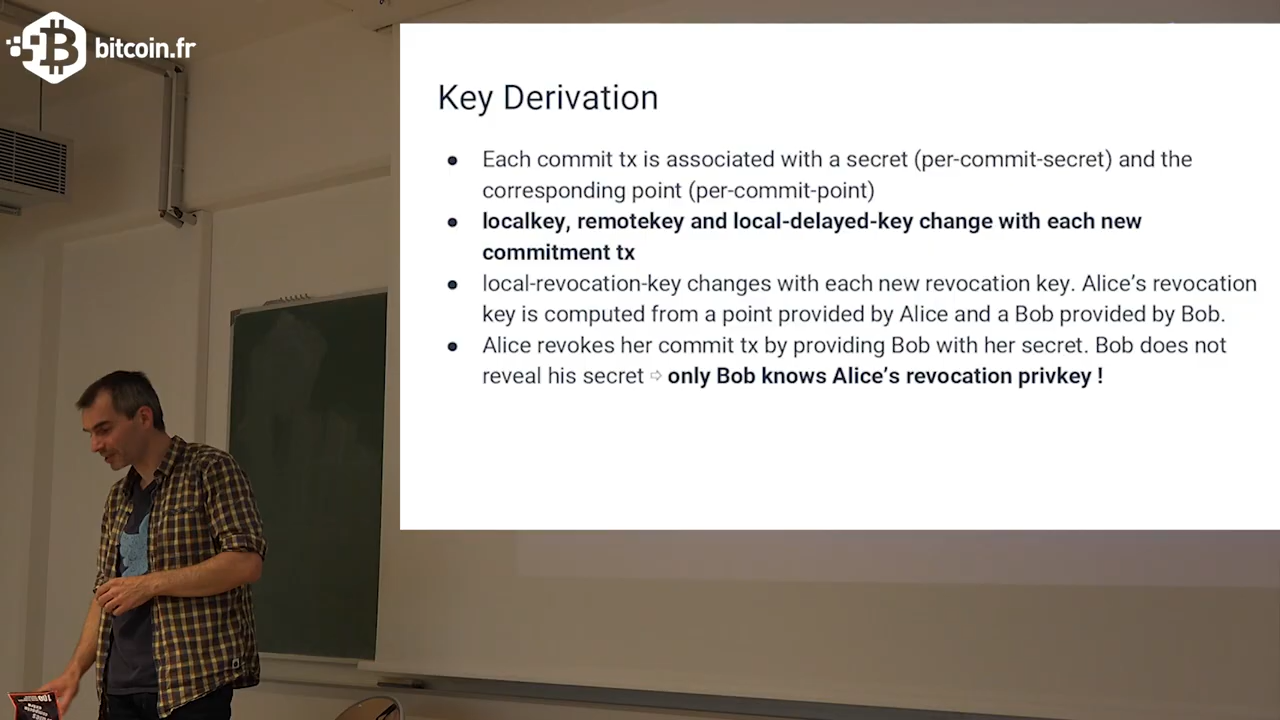 bitcoin.fr
Key Derivation
Each commit tx is associated with a secret (per-commit-secret) and the
corresponding point (per-commit-point)
localkey, remotekey and local-delayed-key change with each new
commitment tx
local-revocation-key changes with each new revocation key. Alice’s revocation
key is computed from a point provided by Alice and a Bob provided by Bob.
Alice revokes her commit tx by providing Bob with her secret. Bob does not
reveal his secret ⇨ only Bob knows Alice’s revocation privkey !